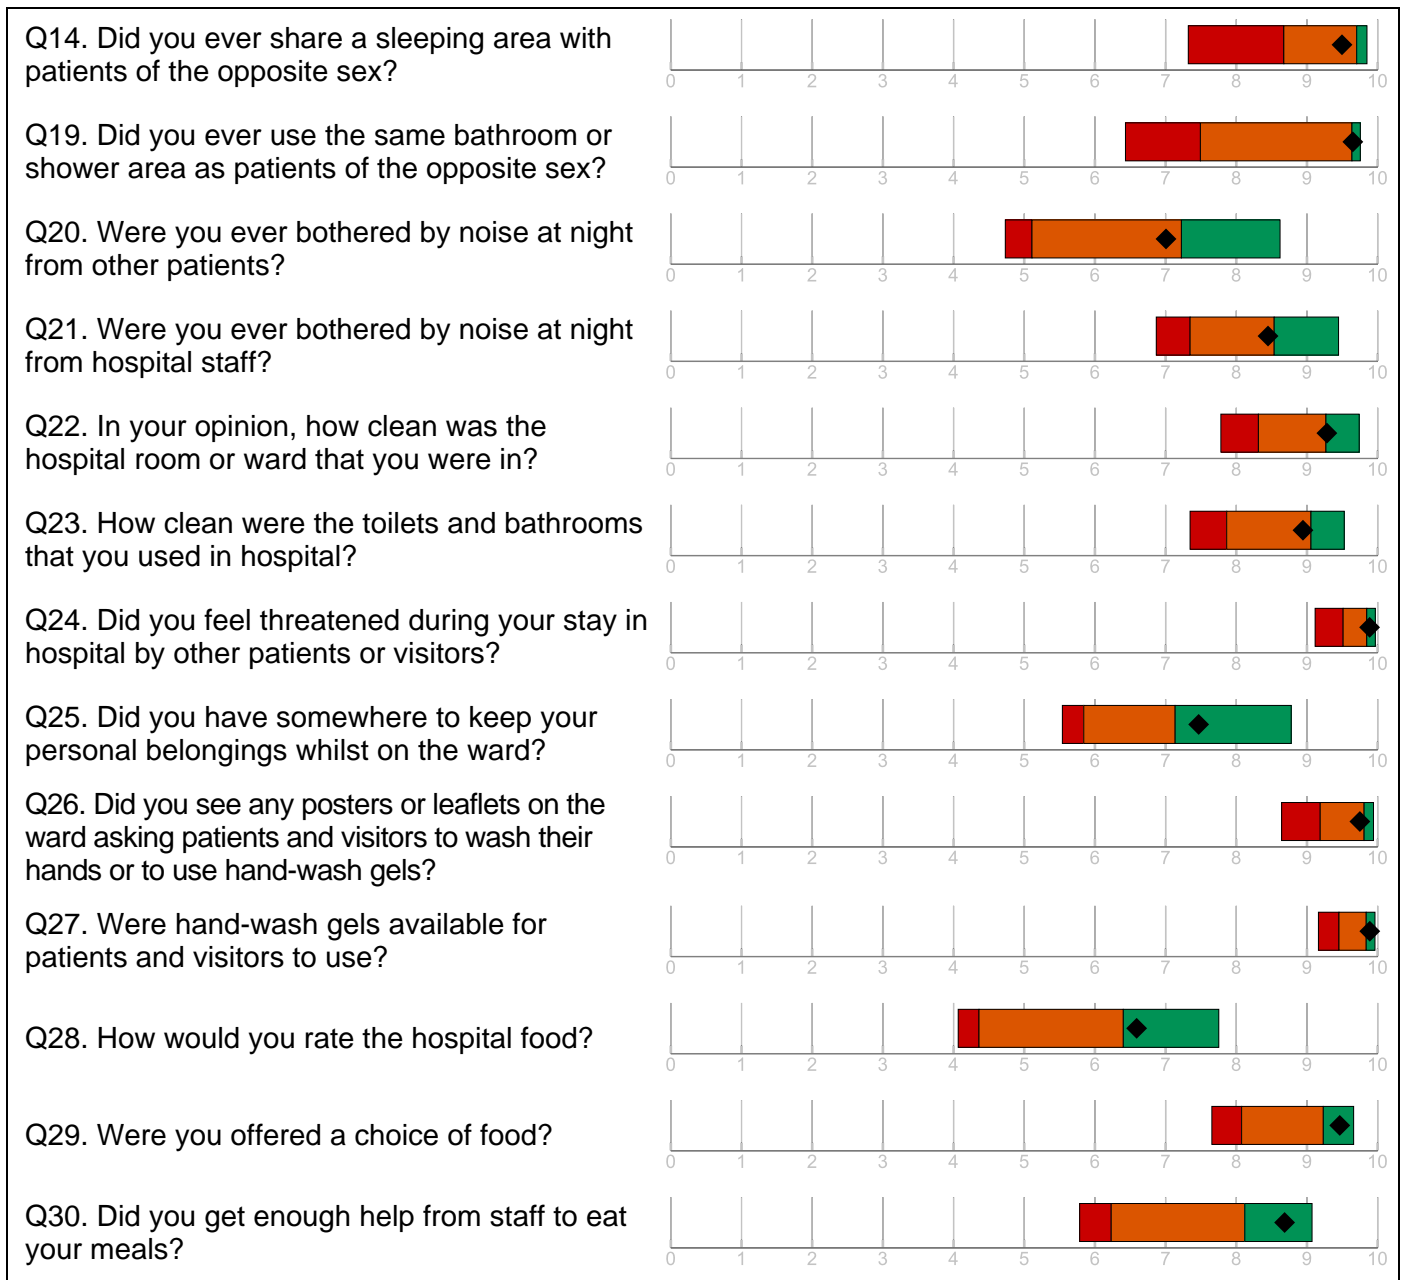 Q14. Did you ever share a sleeping area with
patients of the opposite sex?
0 1 2 3 4 5 6 7 8 9 10
Q19. Did you ever use the same bathroom or
shower area as patients of the opposite sex?
0 1 2 3 4 5 6 7 8 9 10
Q20. Were you ever bothered by noise at night
from other patients?
0 1 2 3 4 5 6 7 8 9 10
Q21. Were you ever bothered by noise at night
from hospital staff?
0 1 2 3 4 5 6 7 8 9 10
Q22. In your opinion, how clean was the
hospital room or ward that you were in?
0 1 2 3 4 5 6 7 8 9 10
Q23. How clean were the toilets and bathrooms
that you used in hospital?
0 1 2 3 4 5 6 7 8 9 10
Q24. Did you feel threatened during your stay in
hospital by other patients or visitors?
0 1 2 3 4 5 6 7 8 9 10
Q25. Did you have somewhere to keep your
personal belongings whilst on the ward?
0 1 2 3 4 5 6 7 8 9 10
Q26. Did you see any posters or leaflets on the
ward asking patients and visitors to wash their
hands or to use hand-wash gels?
0 1 2 3 4 5 6 7 8 9 10
Q27. Were hand-wash gels available for
patients and visitors to use?
0 1 2 3 4 5 6 7 8 9 10
Q28. How would you rate the hospital food?
0 1 2 3 4 5 6 7 8 9 10
Q29. Were you offered a choice of food?
0 1 2 3 4 5 6 7 8 9 10
Q30. Did you get enough help from staff to eat
your meals?
0 1 2 3 4 5 6 7 8 9 10